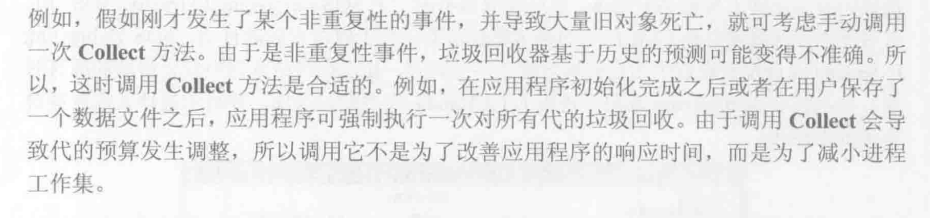 例如，假如刚才发生了某个非重复性的事件，并导致大量旧对象死亡，就可考虑手动调用
一次 Collect 方法。由于是非重复性事件，垃圾回收器基于历史的预测可能变得不准确。所
以，这时调用 Collect 方法是合适的。例如，在应用程序初始化完成之后或者在用户保存了
一个数据文件之后，应用程序可强制执行一次对所有代的垃圾回收。由于调用 Collect 会导
致代的预算发生调整，所以调用它不是为了改善应用程序的响应时间，而是为了减小进程
工作集。